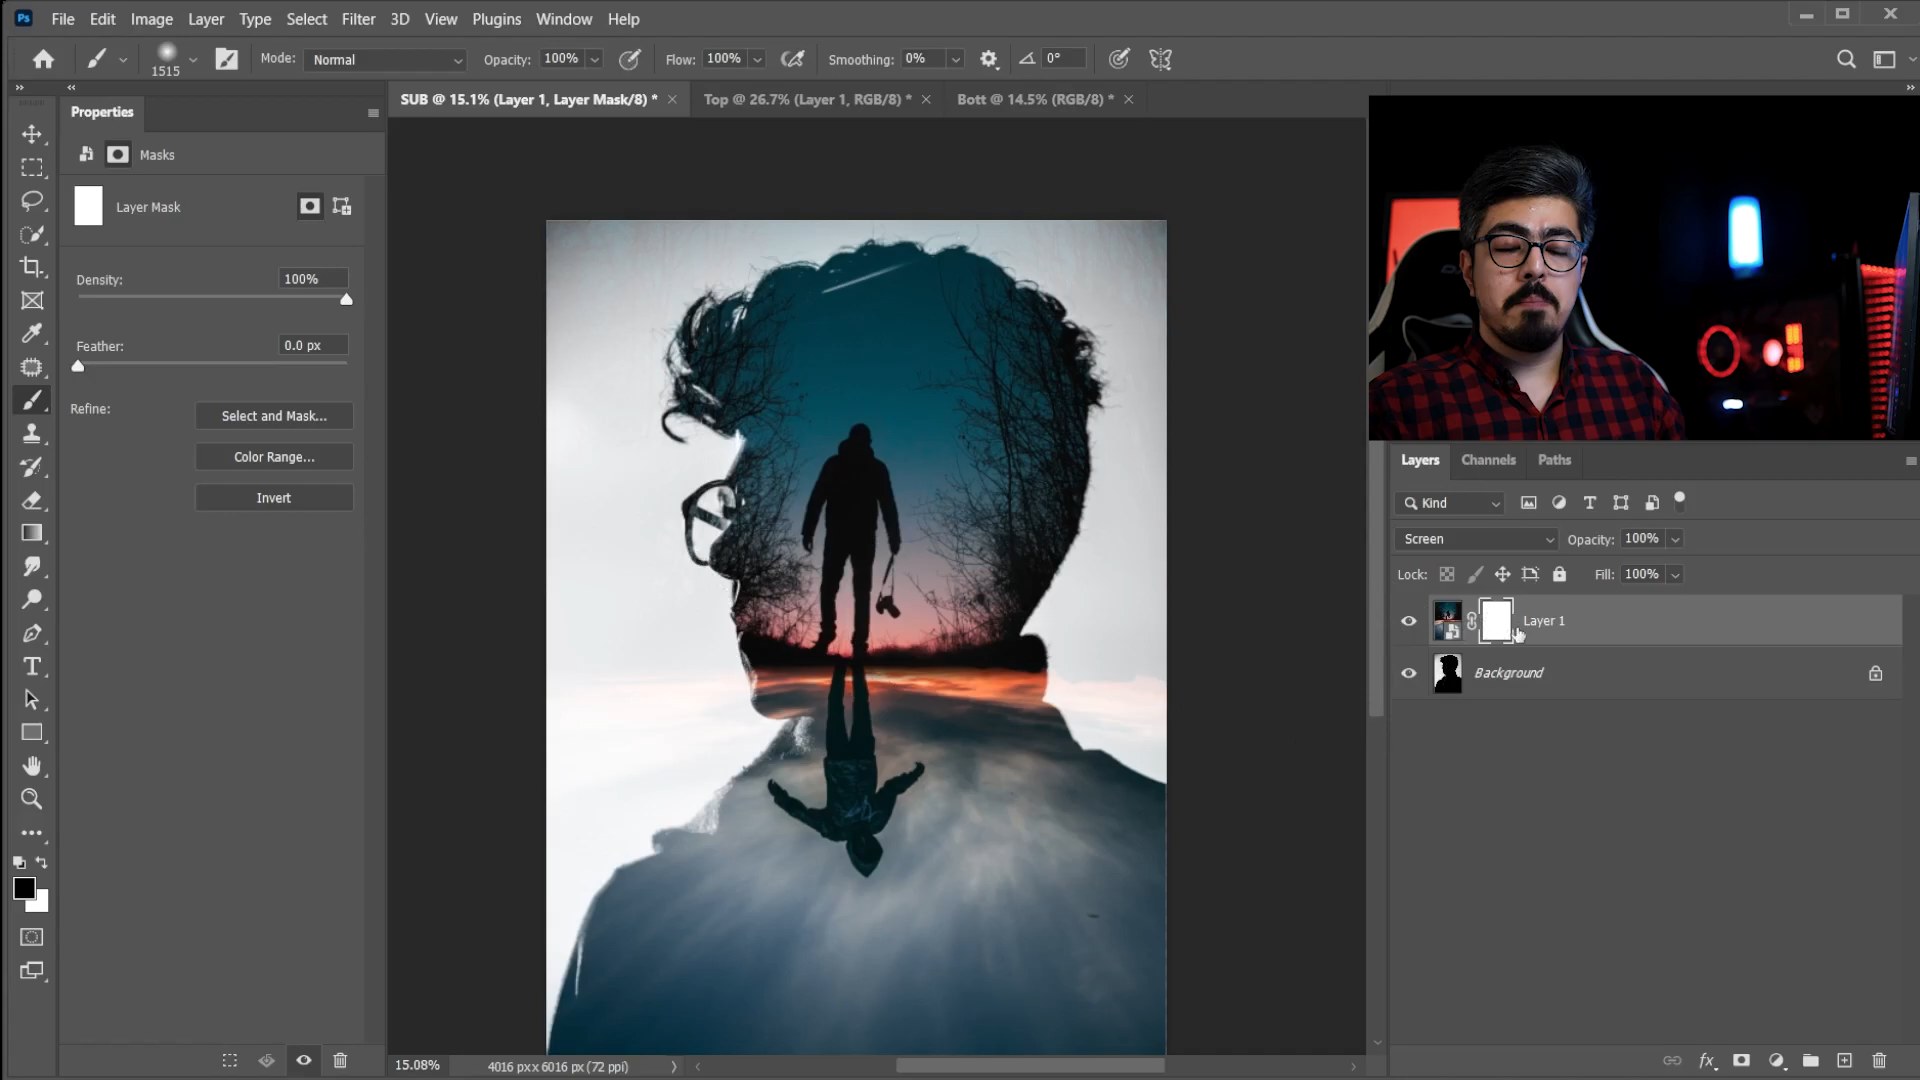 Ps File Edit Image Layer Type Select Filter 3D View Plugins Window Help
1515 Mode: Normal Opacity: 100% Flow: 100% Smoothing: 0% 0°
SUB @ 15.1% (Layer 1, Layer Mask/8) * Top @ 26.7% (Layer 1, RGB/8) * Bott @ 14.5% (RGB/8) *
Properties
Masks
Layer Mask
Density: 100%
Feather: 0.0 px
Refine: Select and Mask...
Color Range...
Invert
Layers Channels Paths
Kind
Screen Opacity: 100%
Lock: Fill: 100%
Layer 1
Background
15.08% 4016 px x 6016 px (72 ppi)